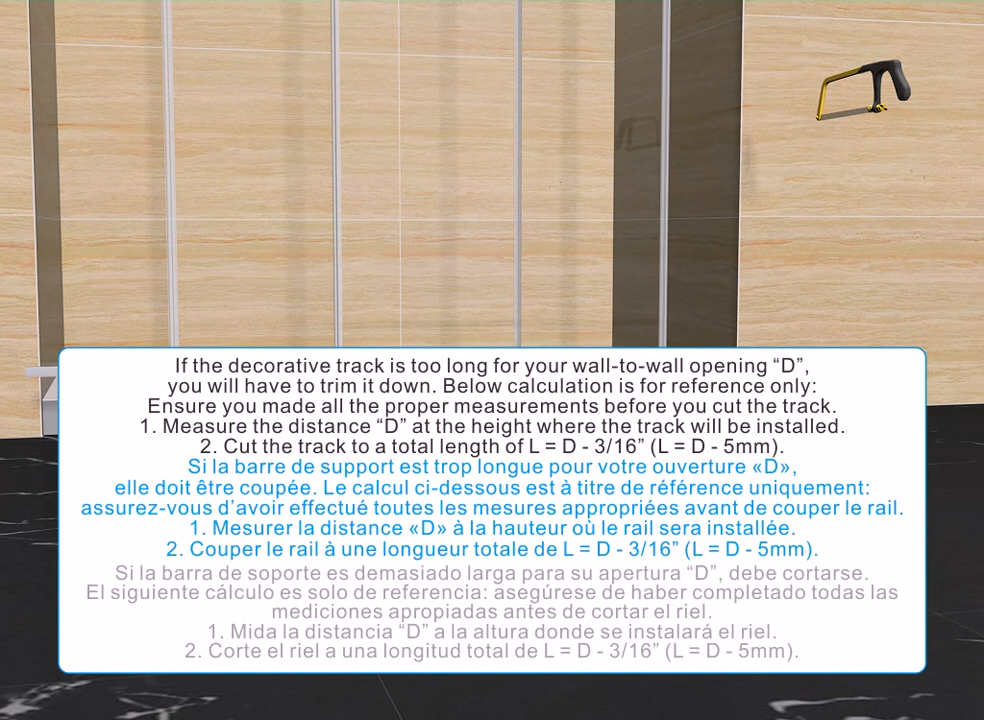 If the decorative track is too long for your wall-to-wall opening “D”,
you will have to trim it down. Below calculation is for reference only:
Ensure you made all the proper measurements before you cut the track.
1. Measure the distance “D” at the height where the track will be installed.
2. Cut the track to a total length of L = D - 3/16” (L = D - 5mm).
Si la barre de support est trop longue pour votre ouverture «D»,
elle doit être coupée. Le calcul ci-dessous est à titre de référence uniquement:
assurez-vous d’avoir effectué toutes les mesures appropriées avant de couper le rail.
1. Mesurer la distance «D» à la hauteur où le rail sera installée.
2. Couper le rail à une longueur totale de L = D - 3/16” (L = D - 5mm).
Si la barra de soporte es demasiado larga para su apertura “D”, debe cortarse.
El siguiente cálculo es solo de referencia: asegúrese de haber completado todas las
mediciones apropiadas antes de cortar el riel.
1. Mida la distancia “D” a la altura donde se instalará el riel.
2. Corte el riel a una longitud total de L = D - 3/16” (L = D - 5mm).